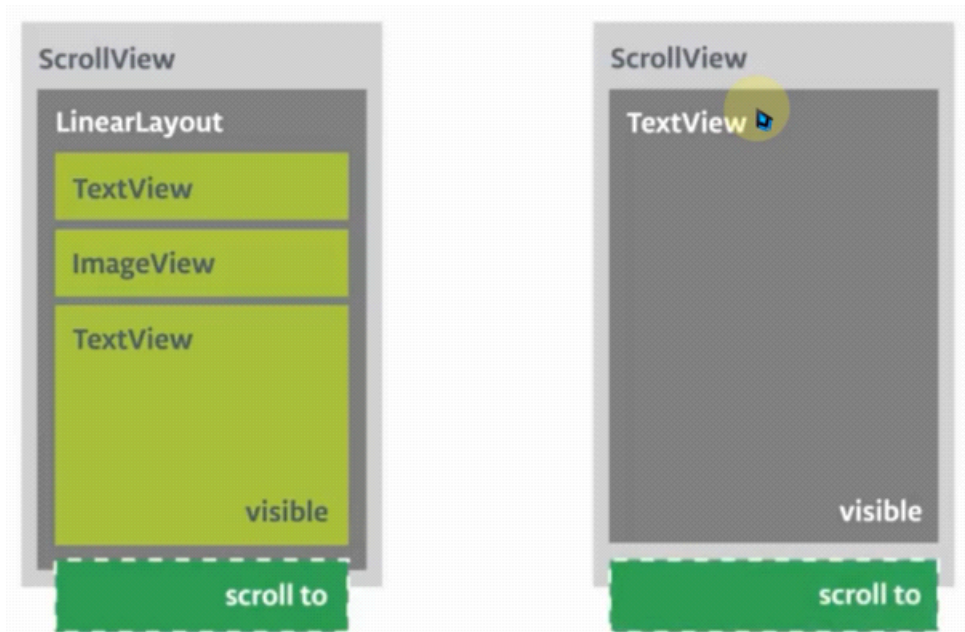 ScrollView
LinearLayout
TextView
ImageView
TextView
visible
scroll to
ScrollView
TextView
visible
scroll to